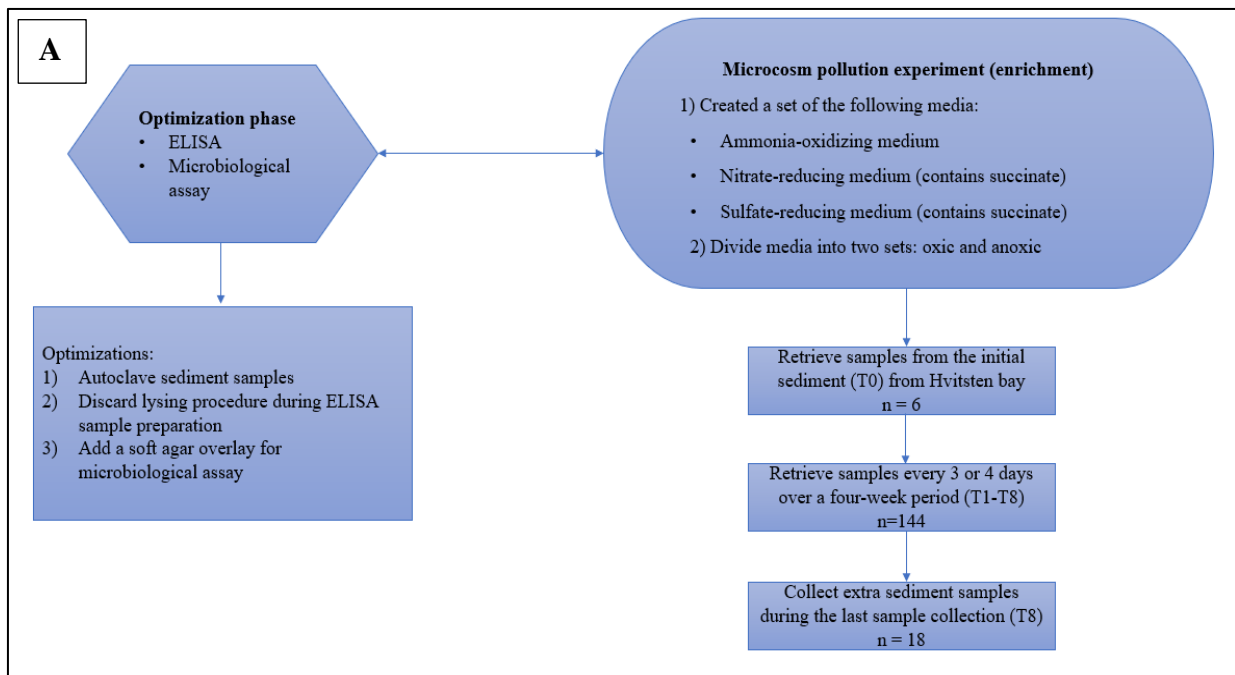 A
Optimization phase
• ELISA
• Microbiological
assay
Microcosm pollution experiment (enrichment)
1) Created a set of the following media:
• Ammonia-oxidizing medium
• Nitrate-reducing medium (contains succinate)
• Sulfate-reducing medium (contains succinate)
2) Divide media into two sets: oxic and anoxic
Optimizations:
1) Autoclave sediment samples
2) Discard lysing procedure during ELISA
sample preparation
3) Add a soft agar overlay for
microbiological assay
Retrieve samples from the initial
sediment (T0) from Hvitsten bay
n = 6
Retrieve samples every 3 or 4 days
over a four-week period (T1-T8)
n=144
Collect extra sediment samples
during the last sample collection (T8)
n = 18